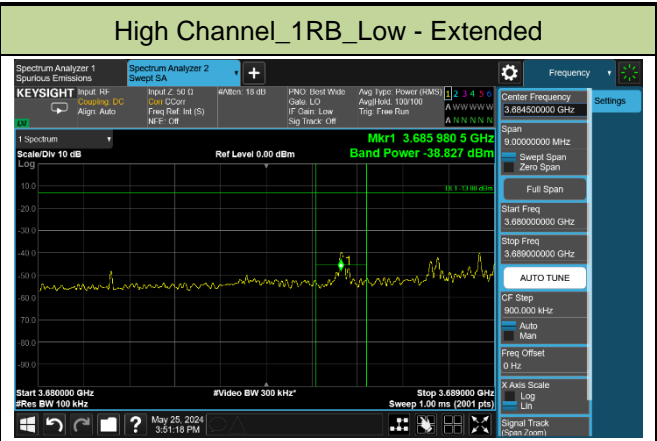 High Channel_1RB_Low - Extended
Spectrum Analyzer 1
Spurious Emissions
Spectrum Analyzer 2
Swept SA
+
Frequency
KEYSIGHT
Input: RF
Coupling: DC
Align: Auto
Input Z: 50 Ω
Corr CCorr
Freq Ref: Int (S)
NFE: Off
#Atten: 18 dB
PNO: Best Wide
Gate: LO
IF Gain: Low
Sig Track: Off
Avg Type: Power (RMS)
Avg|Hold: 100/100
Trig: Free Run
1 2 3 4 5 6
A W W W W W
A N N N N N
LXI
1 Spectrum
Scale/Div 10 dB
Log
Ref Level 0.00 dBm
Mkr1 3.685 980 5 GHz
Band Power -38.827 dBm
DL1 -13.00 dBm
-10.0
-20.0
-30.0
-40.0
-50.0
-60.0
-70.0
-80.0
-90.0
1
Start 3.680000 GHz
#Res BW 100 kHz
#Video BW 300 kHz*
Stop 3.689000 GHz
Sweep 1.00 ms (2001 pts)
Center Frequency
3.684500000 GHz
Settings
Span
9.00000000 MHz
Swept Span
Zero Span
Full Span
Start Freq
3.680000000 GHz
Stop Freq
3.689000000 GHz
AUTO TUNE
CF Step
900.000 kHz
Auto
Man
Freq Offset
0 Hz
X Axis Scale
Log
Lin
Signal Track
(Span Zoom)
?
May 25, 2024
3:51:18 PM